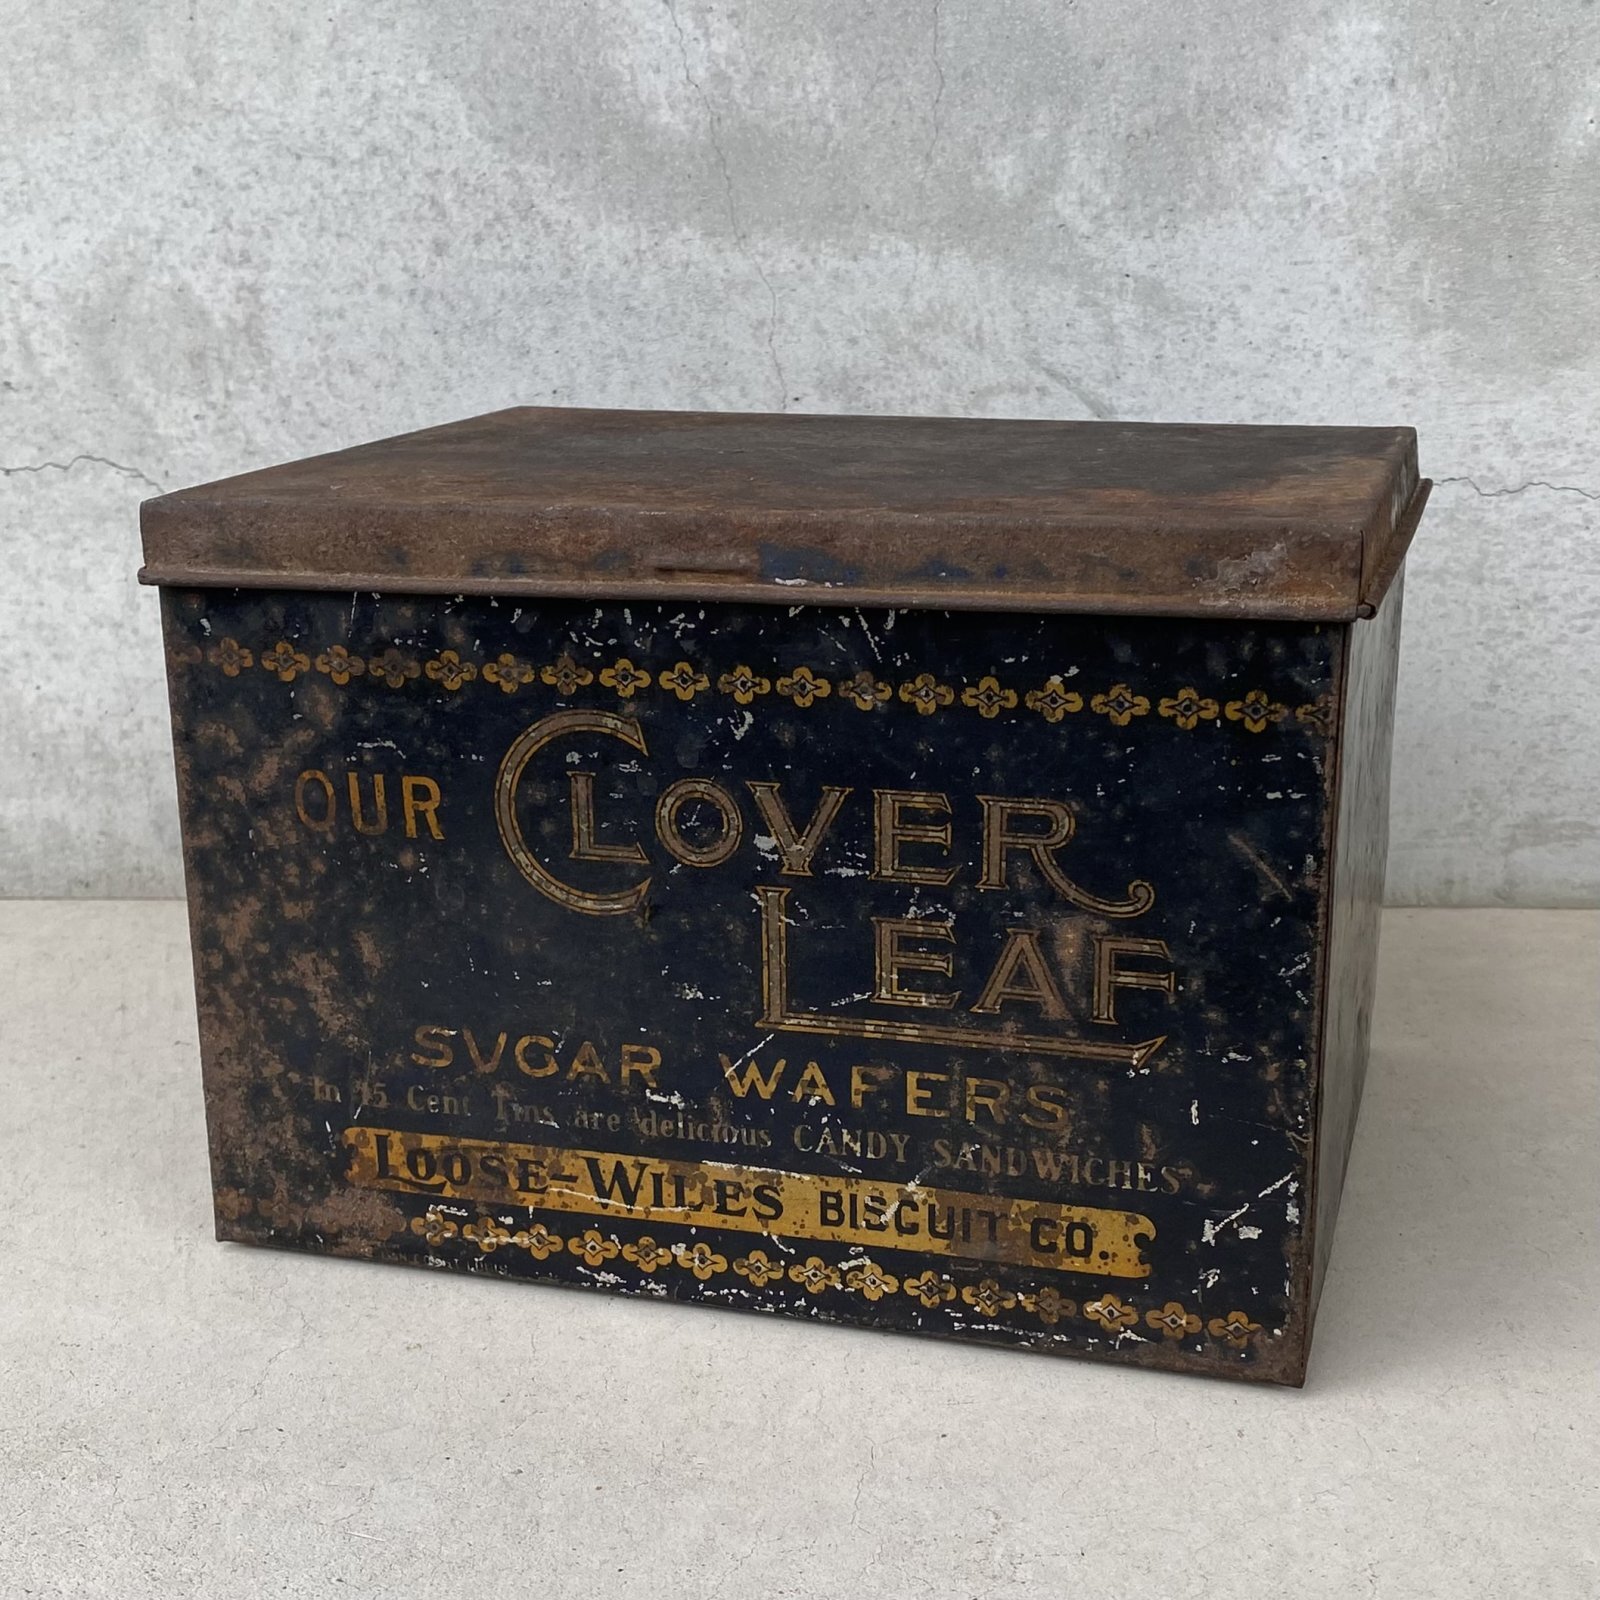 OUR CLOVER
LEAF
SUGAR WAFERS
In 15 Cent Tins are delicious CANDY SANDWICHES
LOOSE-WILES BISCUIT CO.